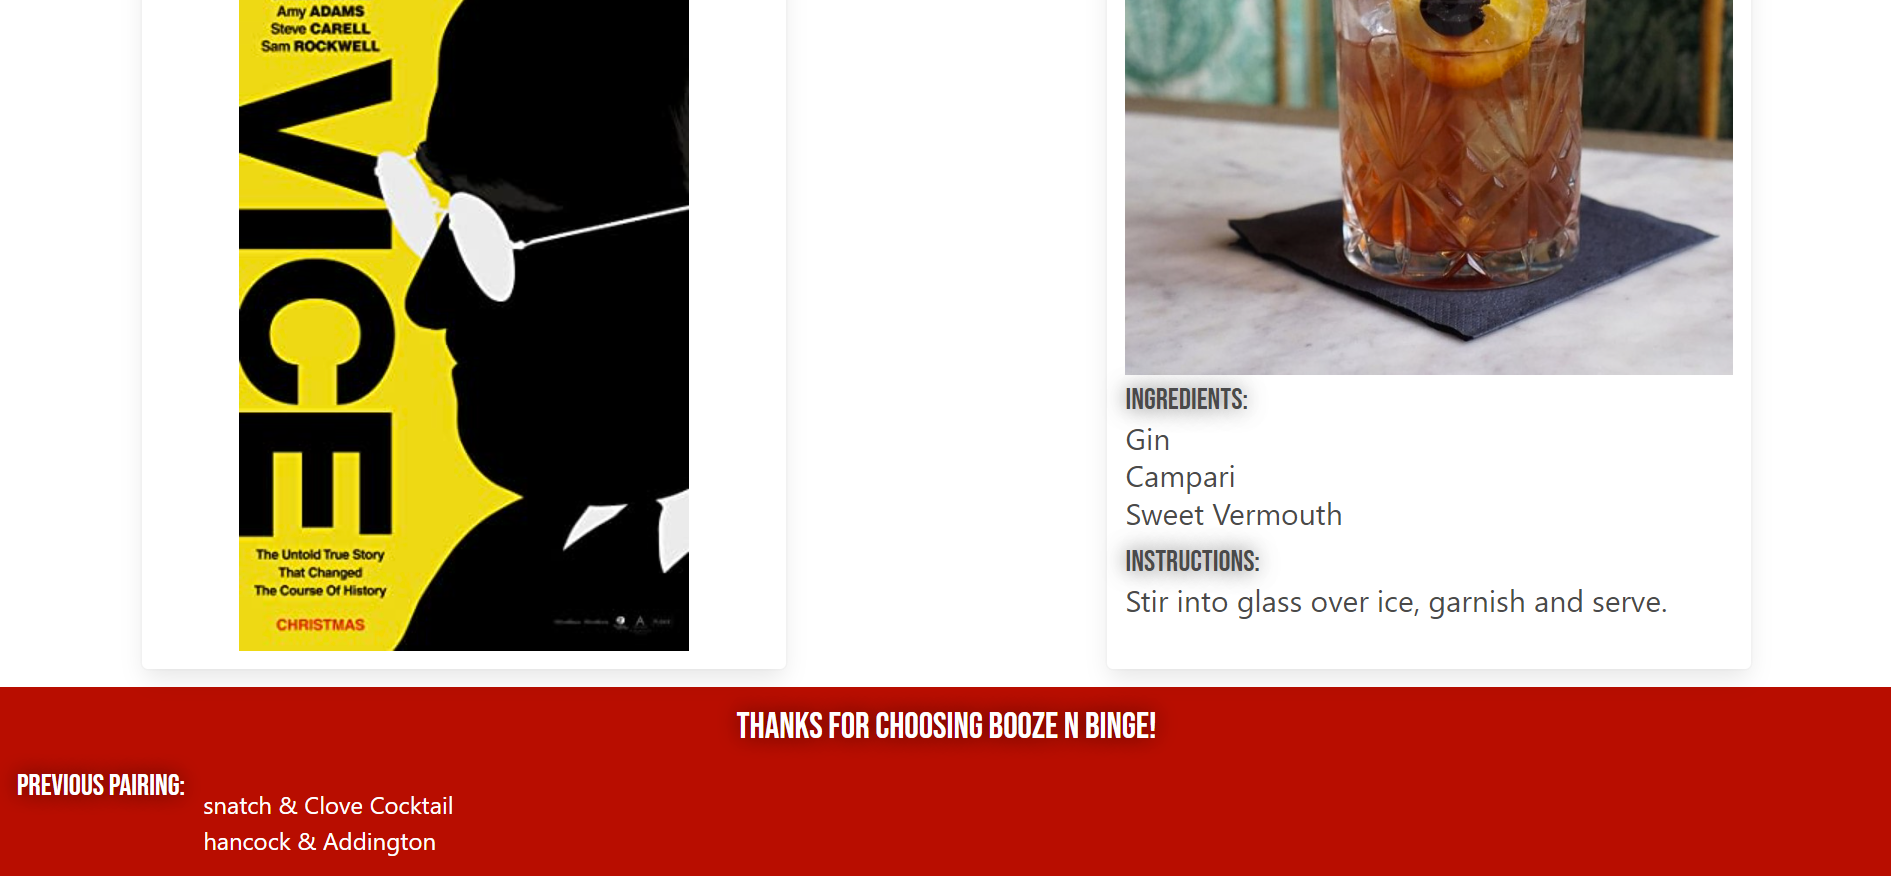 Amy ADAMS
Steve CARELL
Sam ROCKWELL
VICE
The Untold True Story
That Changed
The Course Of History
CHRISTMAS
INGREDIENTS:
Gin
Campari
Sweet Vermouth
INSTRUCTIONS:
Stir into glass over ice, garnish and serve.
THANKS FOR CHOOSING BOOZE N BINGE!
PREVIOUS PAIRING:
snatch & Clove Cocktail
hancock & Addington